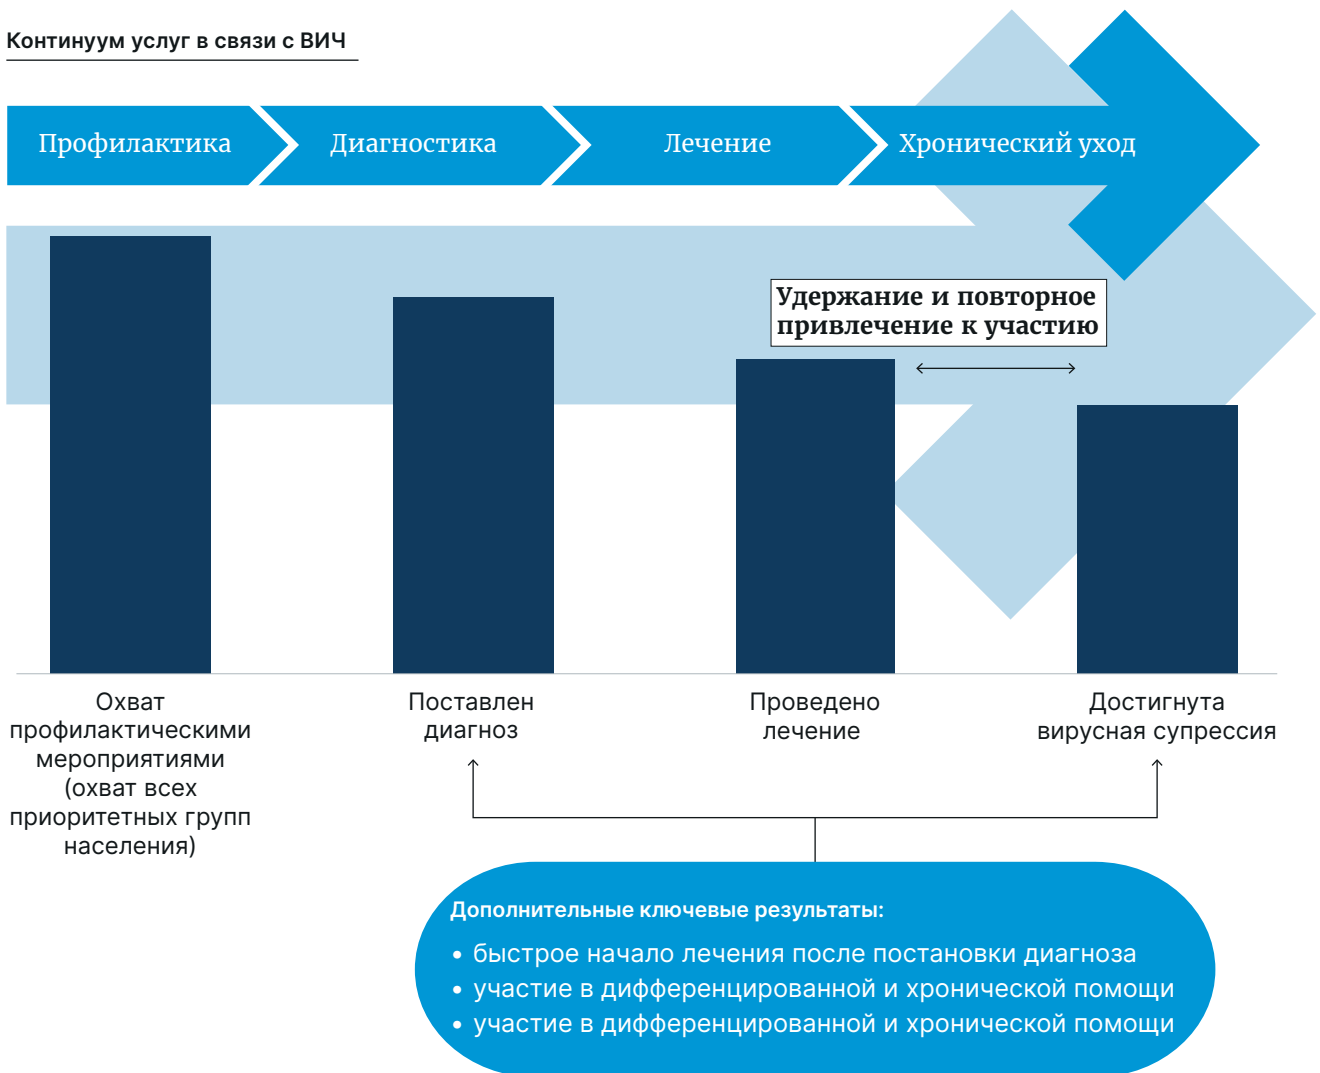 Континуум услуг в связи с ВИЧ
Профилактика
Диагностика
Лечение
Хронический уход
Удержание и повторное
привлечение к участию
Охват
профилактическими
мероприятиями
(охват всех
приоритетных групп
населения)
Поставлен
диагноз
Проведено
лечение
Достигнута
вирусная супрессия
Дополнительные ключевые результаты:
• быстрое начало лечения после постановки диагноза
• участие в дифференцированной и хронической помощи
• участие в дифференцированной и хронической помощи